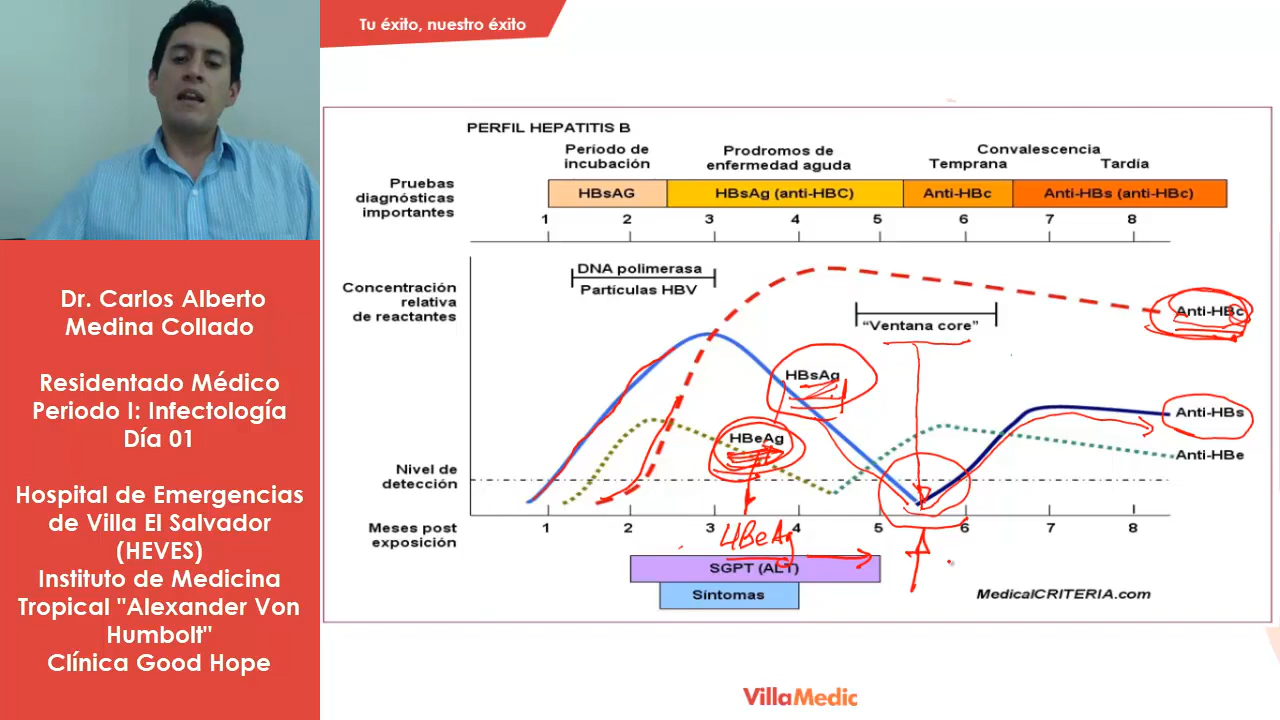 Tu éxito, nuestro éxito
Dr. Carlos Alberto
Medina Collado
Residentado Médico
Periodo I: Infectología
Día 01
Hospital de Emergencias
de Villa El Salvador
(HEVES)
Instituto de Medicina
Tropical "Alexander Von
Humbolt"
Clínica Good Hope
PERFIL HEPATITIS B
Período de
incubación
Prodromos de
enfermedad aguda
Convalescencia
Temprana
Tardía
Pruebas
diagnósticas
importantes
HBsAG
HBsAg (anti-HBC)
Anti-HBc
Anti-HBs (anti-HBc)
1 2 3 4 5 6 7 8
Concentración
relativa
de reactantes
DNA polimerasa
Partículas HBV
"Ventana core"
Anti-HBc
HBsAg
Anti-HBs
HBeAg
Anti-HBe
Nivel de
detección
Meses post
exposición
1 2 3 4 5 6 7 8
HBeAg
SGPT (ALT)
Síntomas
MedicalCRITERIA.com
VillaMedic